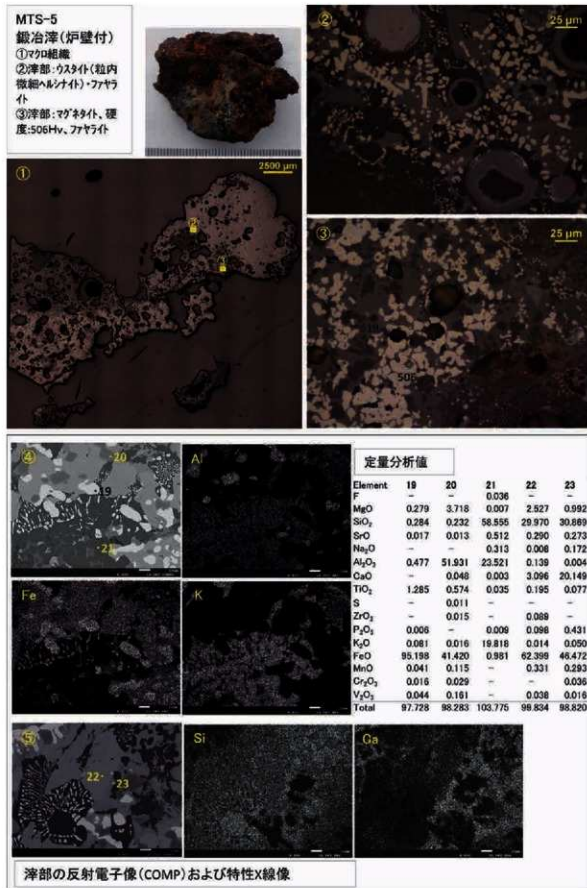 MTS-5
鍛冶滓(炉壁付)
①マクロ組織
②滓部:ウスタイト(粒内
微細ヘルシナイト)・ファヤラ
イト
③滓部:マグネタイト、硬
度:506Hv、ファヤライト
②
25 μm
①
2500 μm
③
25 μm
506
④
20
19
21
Al
Fe
K
定量分析値
Element 19 20 21 22 23
F 0.036
MgO 0.279 3.718 0.007 2.527 0.992
SiO₂ 0.284 0.232 58.555 29.970 30.869
SrO 0.017 0.013 0.512 0.290 0.273
Na₂O - - 0.313 0.008 0.172
Al₂O₃ 0.477 51.931 23.521 0.139 0.004
CaO - 0.048 0.003 3.096 20.149
TiO₂ 1.285 0.574 0.035 0.195 0.077
S - 0.011 - -
ZrO₂ - 0.015 0.089 -
P₂O₅ 0.006 - 0.009 0.098 0.431
K₂O 0.081 0.016 19.818 0.014 0.050
FeO 95.198 41.420 0.981 62.399 46.472
MnO 0.041 0.115 - 0.331 0.283
Cr₂O₃ 0.016 0.029 - 0.036
V₂O₃ 0.044 0.161 - 0.038 0.016
Total 97.728 98.283 103.775 98.834 98.820
⑤
22
23
Si
Ga
滓部の反射電子像(COMP)および特性X線像